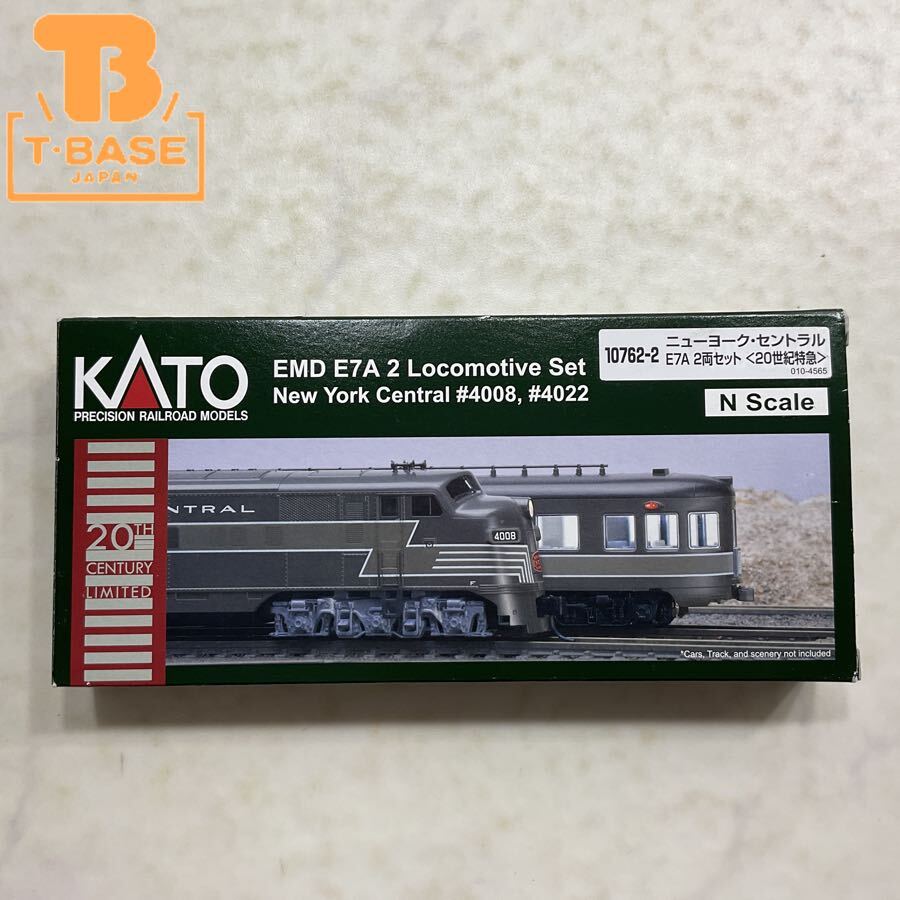 TB
T·BASE
JAPAN
KATO
PRECISION RAILROAD MODELS
EMD E7A 2 Locomotive Set
New York Central #4008, #4022
10762-2
ニューヨーク・セントラル
E7A 2両セット <20世紀特急>
010-4565
N Scale
20TH
CENTURY
LIMITED
NTRAL
4008
*Cars, Track, and scenery not included